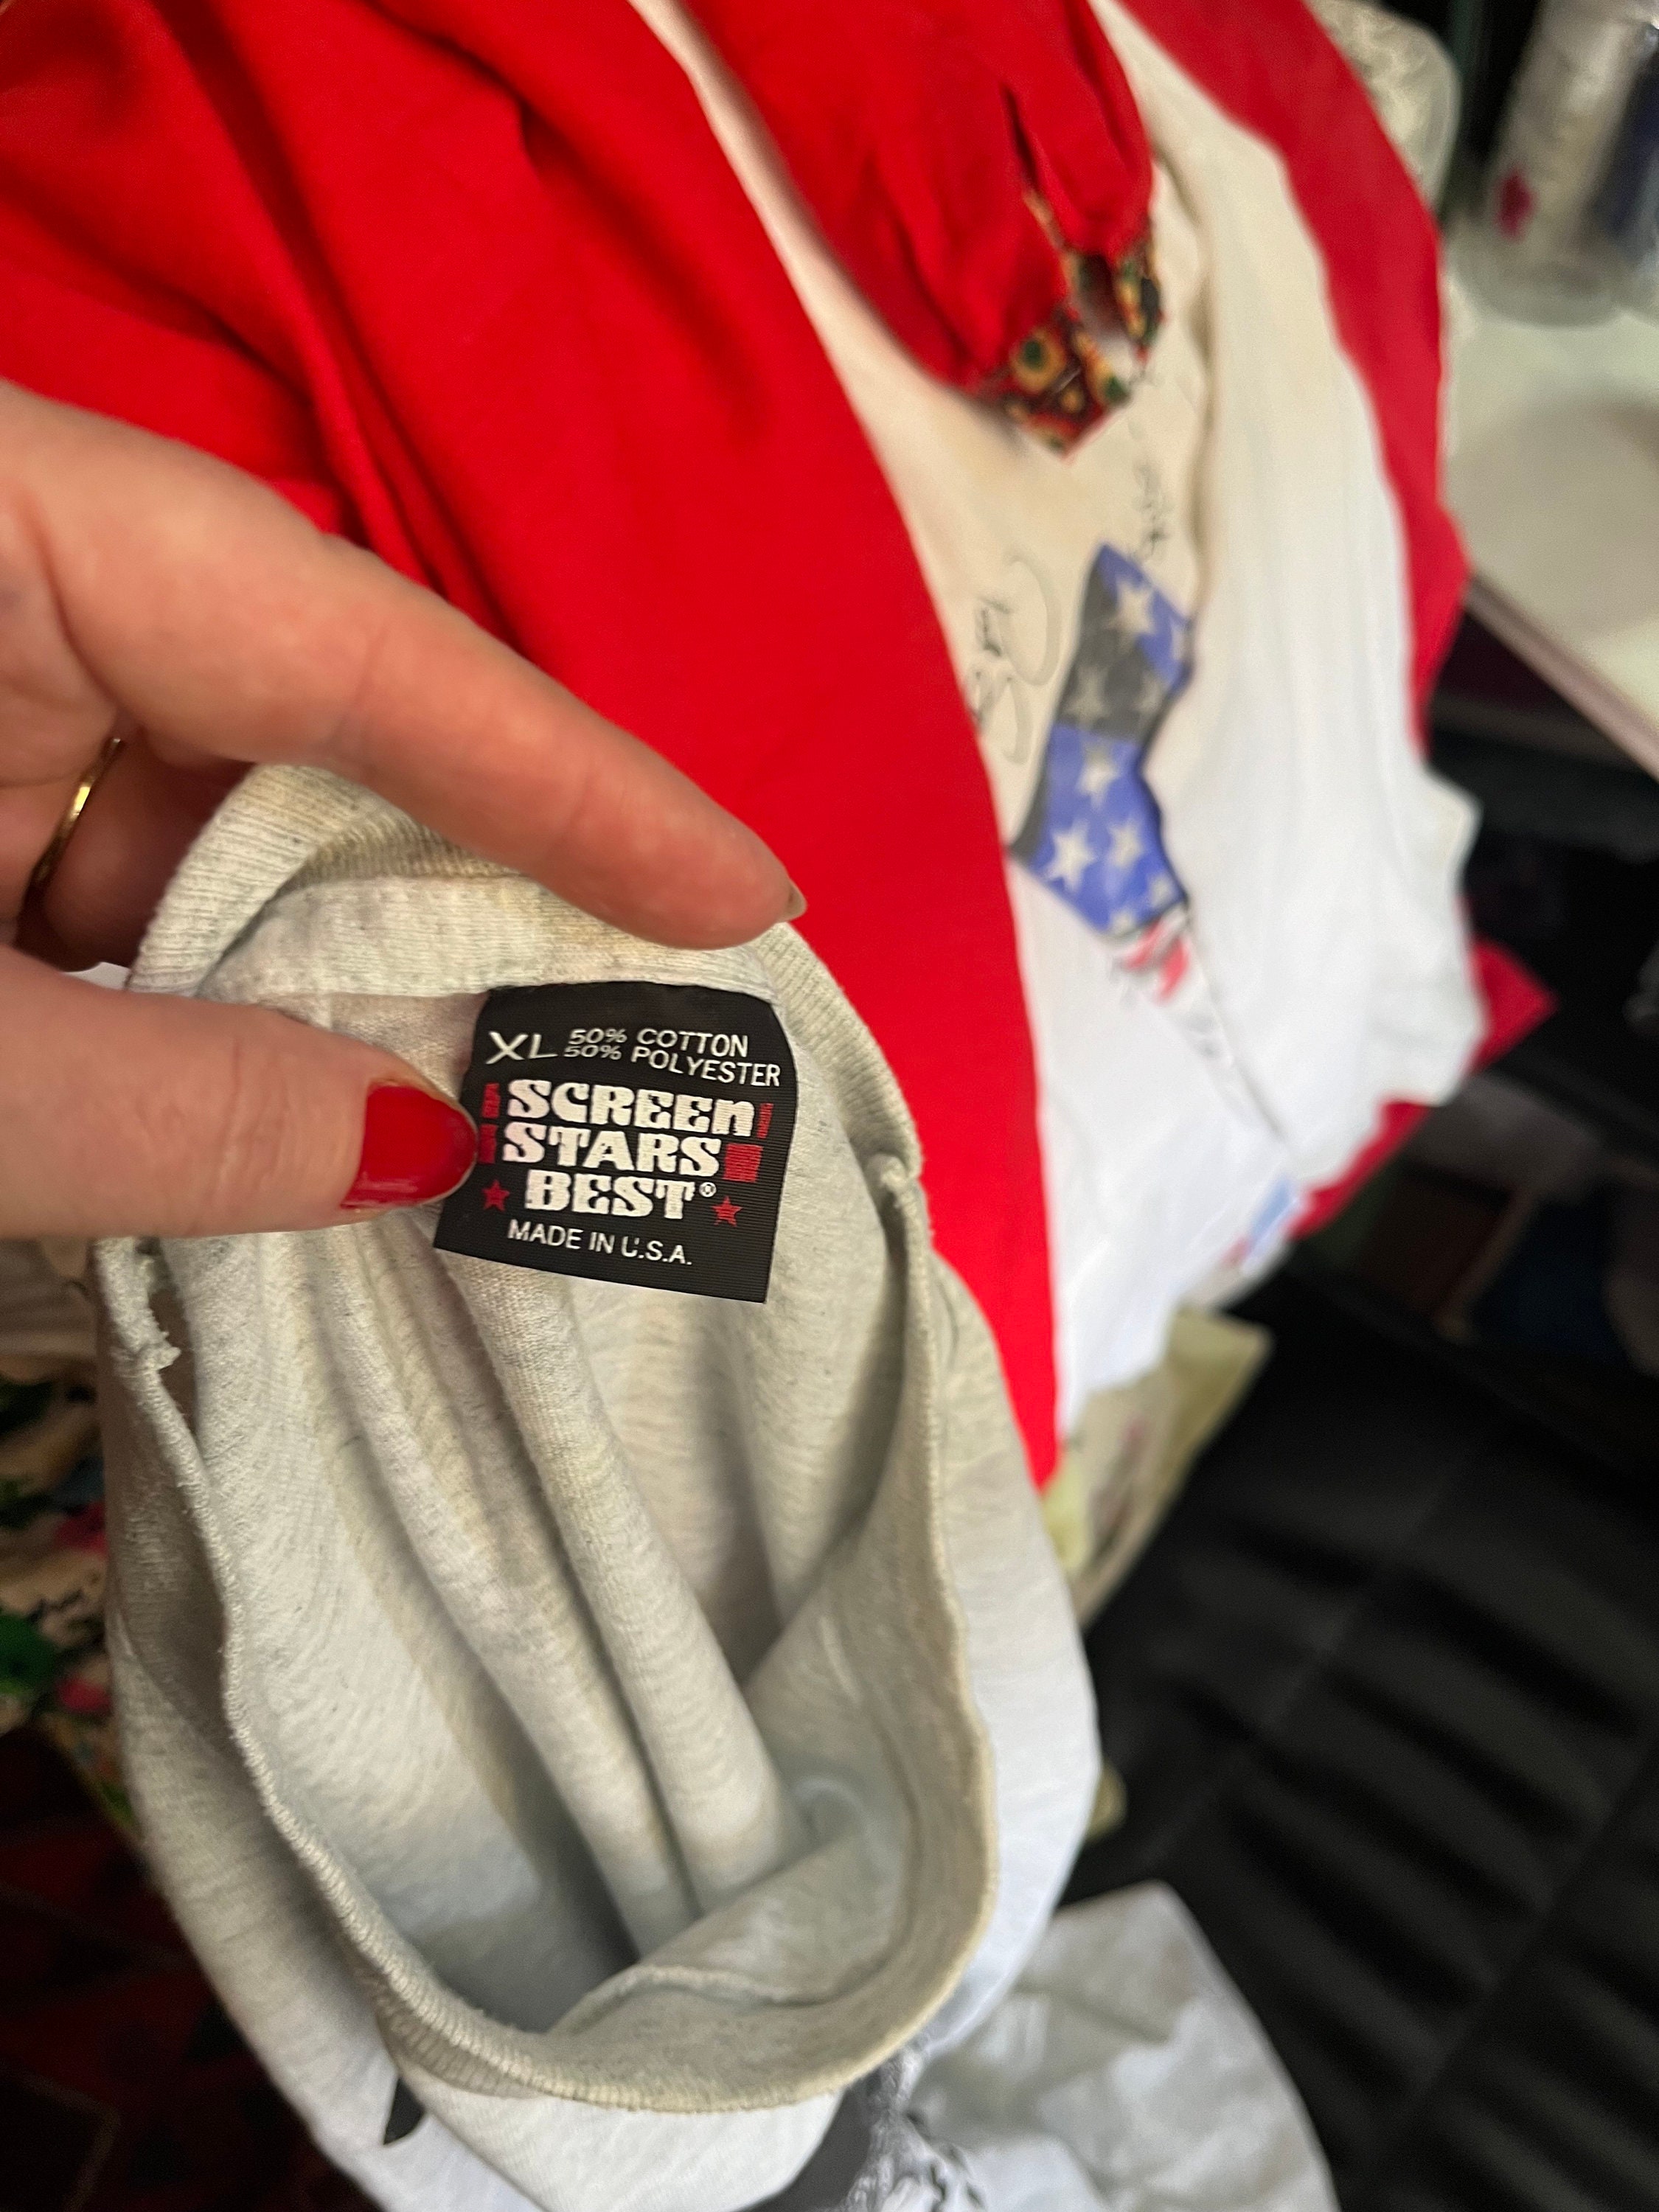 XL 50% COTTON
50% POLYESTER
SCREEN
STARS
BEST®
MADE IN U.S.A.